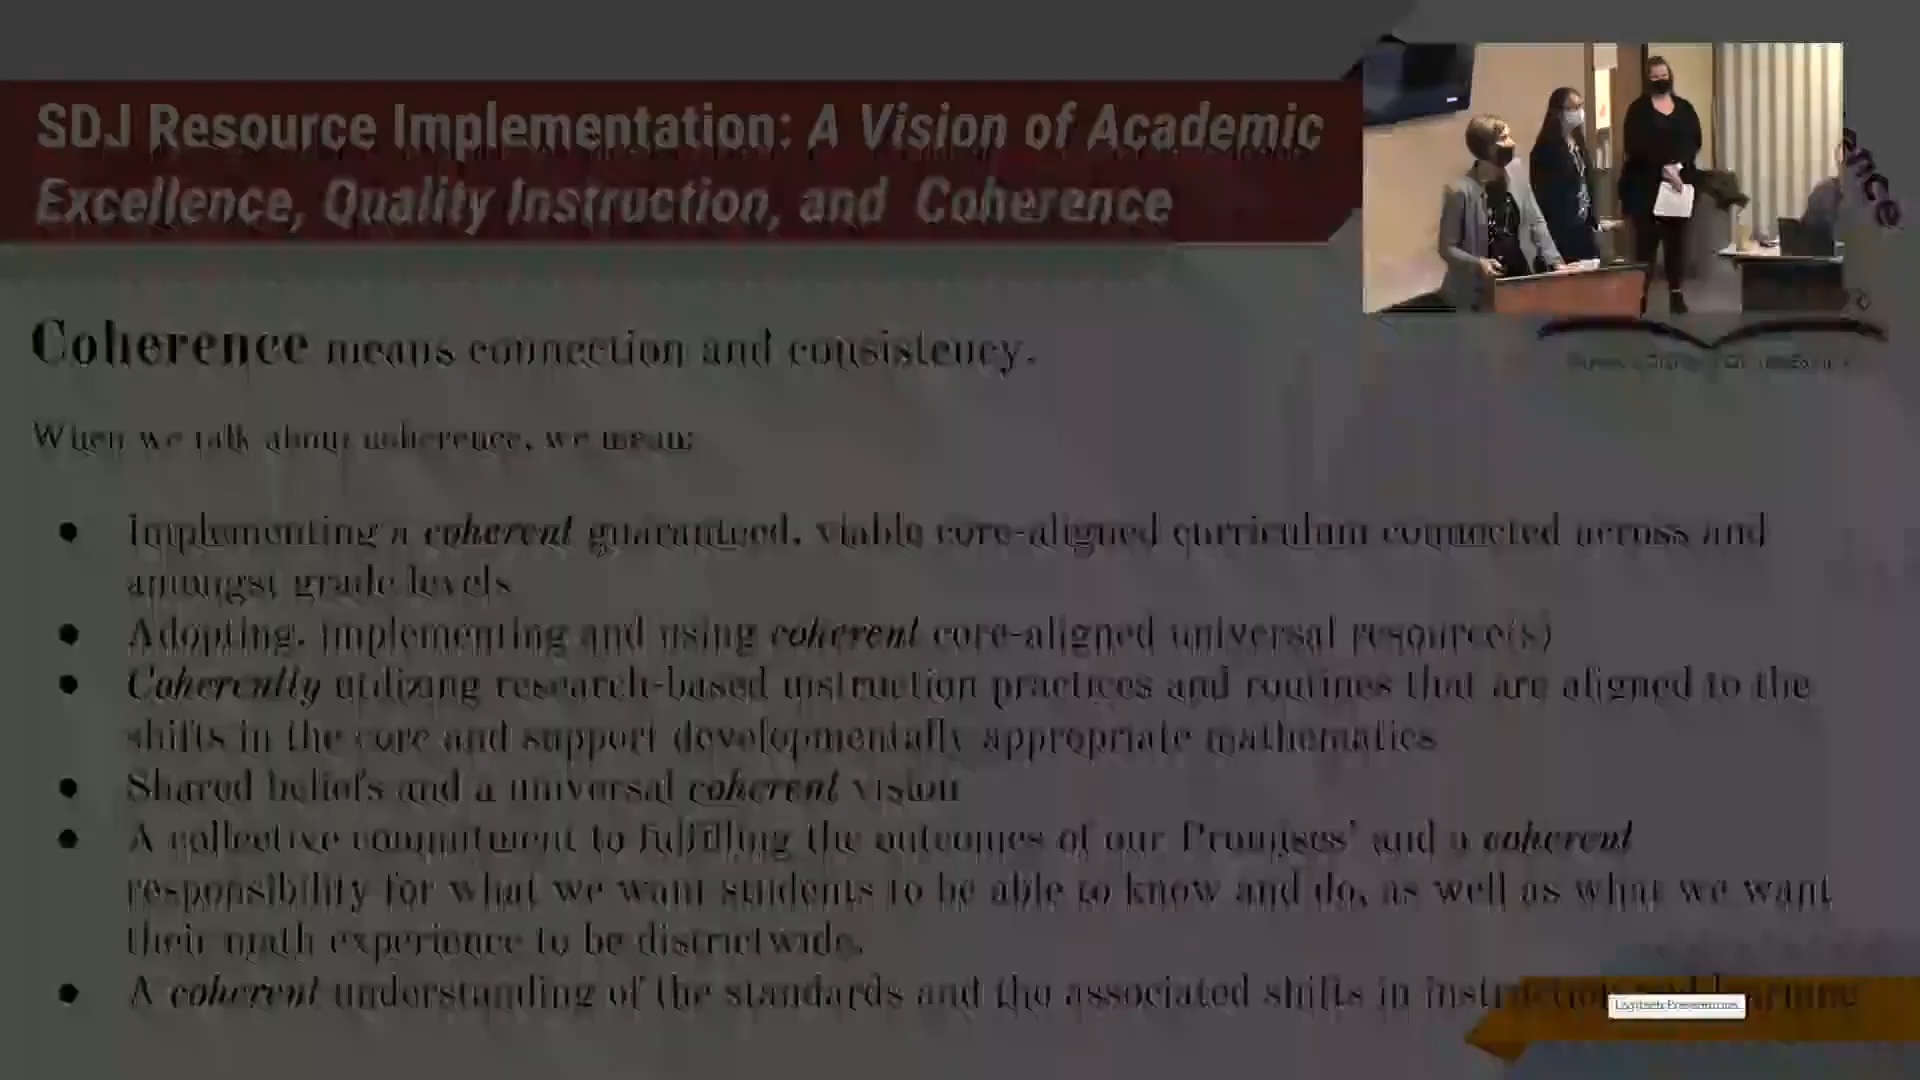 SDJ Resource Implementation: A Vision of Academic
Excellence, Quality Instruction, and Coherence
ence
Coherence means connection and consistency.
When we talk about coherence, we mean:
● Implementing a coherent guaranteed, viable core-aligned curriculum connected across and
amongst grade levels
● Adopting, implementing and using coherent core-aligned universal resource(s)
● Coherently utilizing research-based instruction practices and routines that are aligned to the
shifts in the core and support developmentally appropriate mathematics
● Shared beliefs and a universal coherent vision
● A collective commitment to fulfilling the outcomes of our Promises' and a coherent
responsibility for what we want students to be able to know and do, as well as what we want
their math experience to be districtwide.
● A coherent understanding of the standards and the associated shifts in instruction and learning